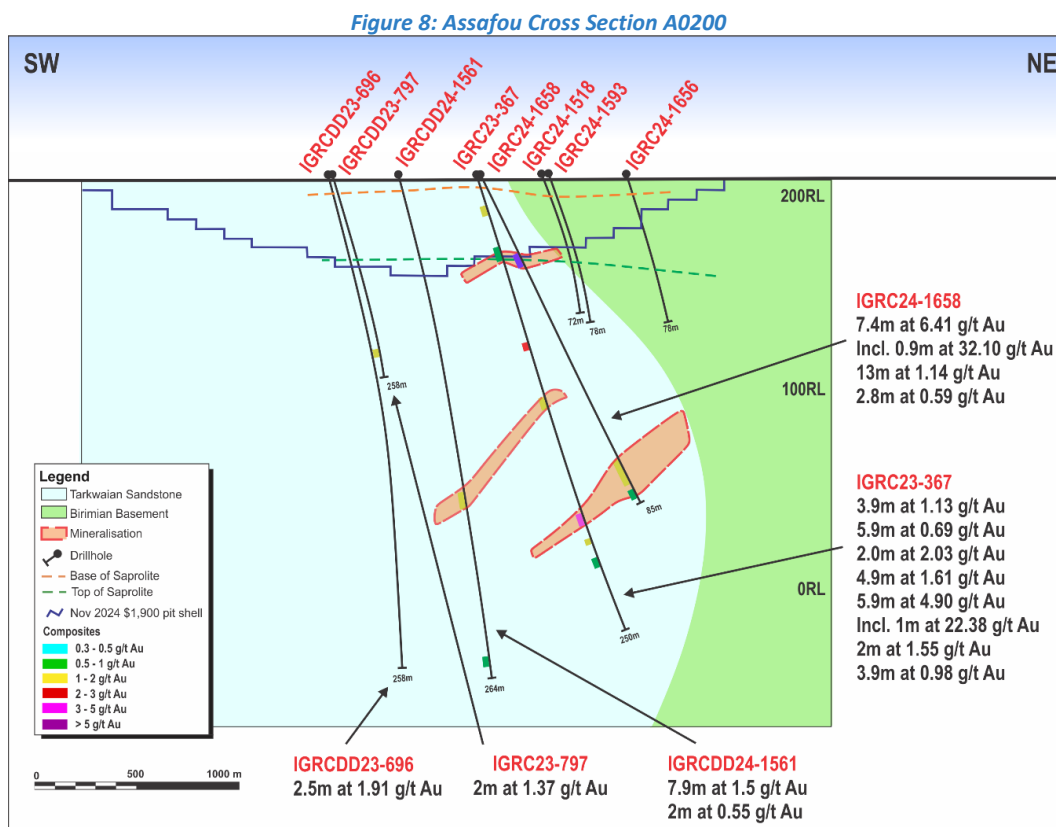 Figure 8: Assafou Cross Section A0200
SW
NE
IGRCDD23-696
IGRCDD23-797
IGRCDD24-1561
IGRC23-367
IGRC24-1658
IGRC24-1518
IGRC24-1593
IGRC24-1656
200RL
72m
78m
78m
IGRC24-1658
7.4m at 6.41 g/t Au
Incl. 0.9m at 32.10 g/t Au
13m at 1.14 g/t Au
2.8m at 0.59 g/t Au
100RL
258m
85m
IGRC23-367
3.9m at 1.13 g/t Au
5.9m at 0.69 g/t Au
2.0m at 2.03 g/t Au
4.9m at 1.61 g/t Au
5.9m at 4.90 g/t Au
Incl. 1m at 22.38 g/t Au
2m at 1.55 g/t Au
3.9m at 0.98 g/t Au
0RL
250m
258m
264m
Legend
Tarkwaian Sandstone
Birimian Basement
Mineralisation
Drillhole
Base of Saprolite
Top of Saprolite
Nov 2024 $1,900 pit shell
Composites
0.3 - 0.5 g/t Au
0.5 - 1 g/t Au
1 - 2 g/t Au
2 - 3 g/t Au
3 - 5 g/t Au
> 5 g/t Au
0 500 1000 m
IGRCDD23-696
2.5m at 1.91 g/t Au
IGRC23-797
2m at 1.37 g/t Au
IGRCDD24-1561
7.9m at 1.5 g/t Au
2m at 0.55 g/t Au